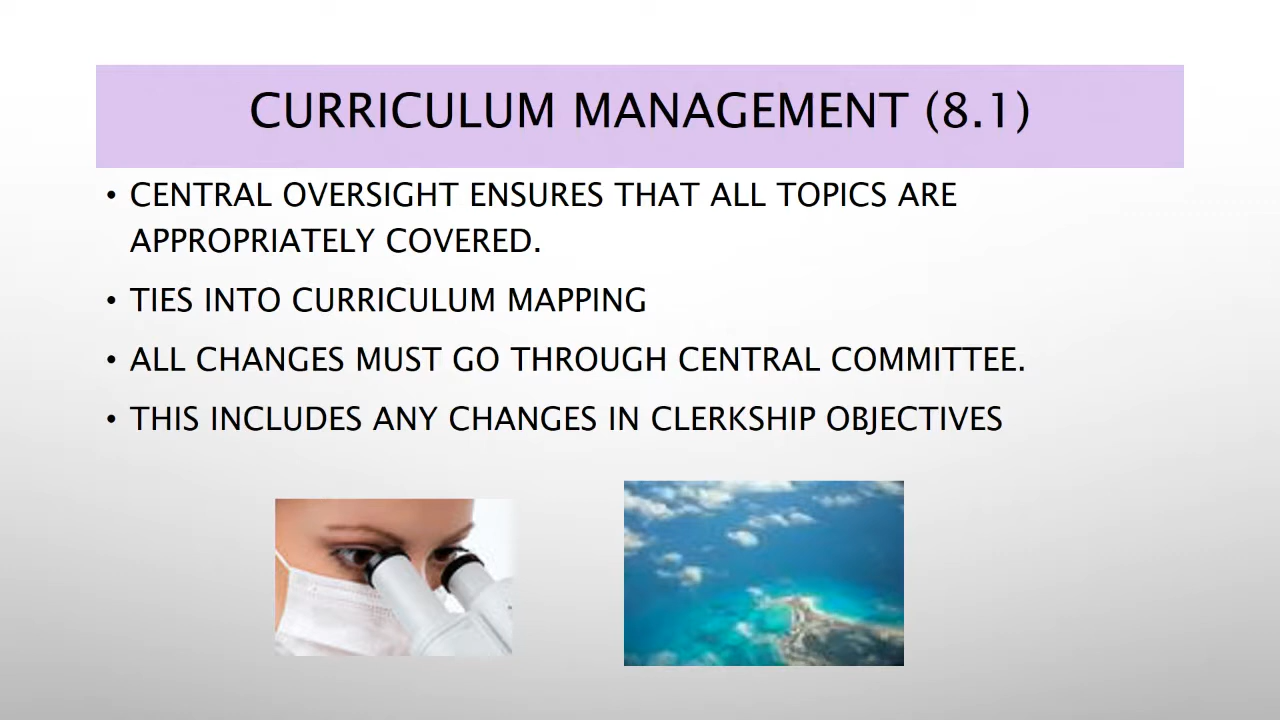 CURRICULUM MANAGEMENT (8.1)
• CENTRAL OVERSIGHT ENSURES THAT ALL TOPICS ARE
APPROPRIATELY COVERED.
• TIES INTO CURRICULUM MAPPING
• ALL CHANGES MUST GO THROUGH CENTRAL COMMITTEE.
• THIS INCLUDES ANY CHANGES IN CLERKSHIP OBJECTIVES